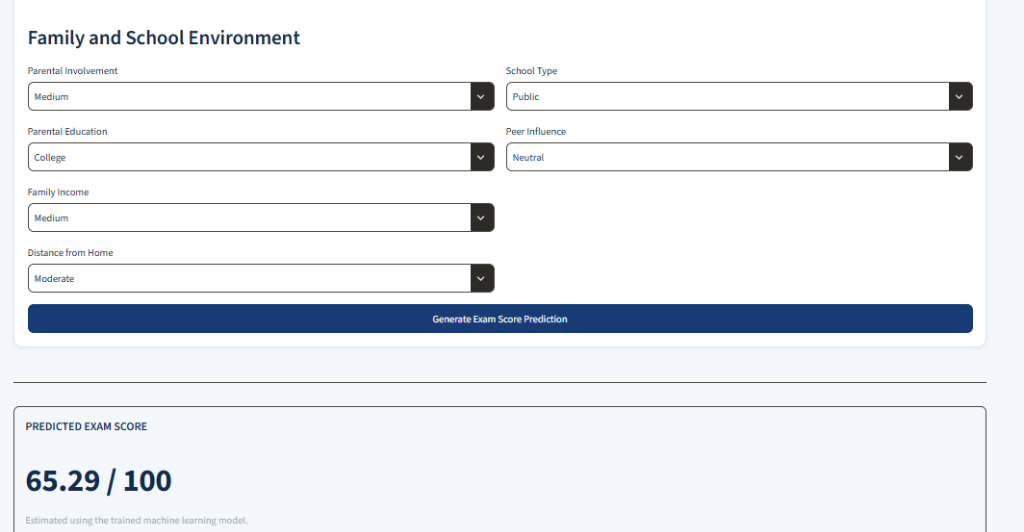 Family and School Environment
Parental Involvement
School Type
Medium
Public
Parental Education
Peer Influence
College
Neutral
Family Income
Medium
Distance from Home
Moderate
Generate Exam Score Prediction
PREDICTED EXAM SCORE
65.29 / 100
Estimated using the trained machine learning model.